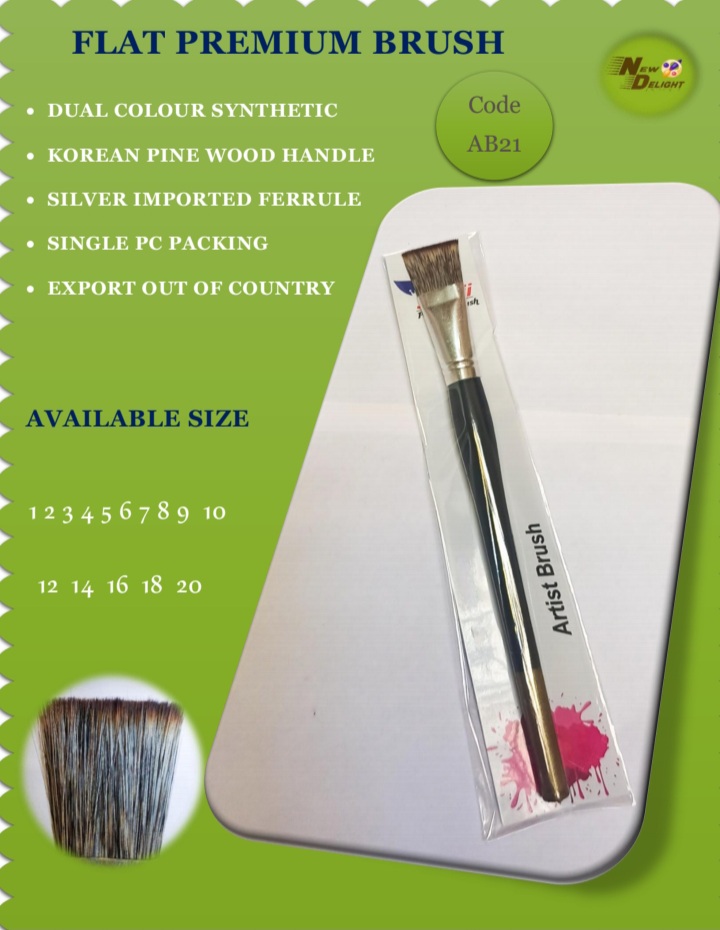 FLAT PREMIUM BRUSH
New Delight
Code
AB21
• DUAL COLOUR SYNTHETIC
• KOREAN PINE WOOD HANDLE
• SILVER IMPORTED FERRULE
• SINGLE PC PACKING
• EXPORT OUT OF COUNTRY
AVAILABLE SIZE
1 2 3 4 5 6 7 8 9 10
12 14 16 18 20
Artist Brush